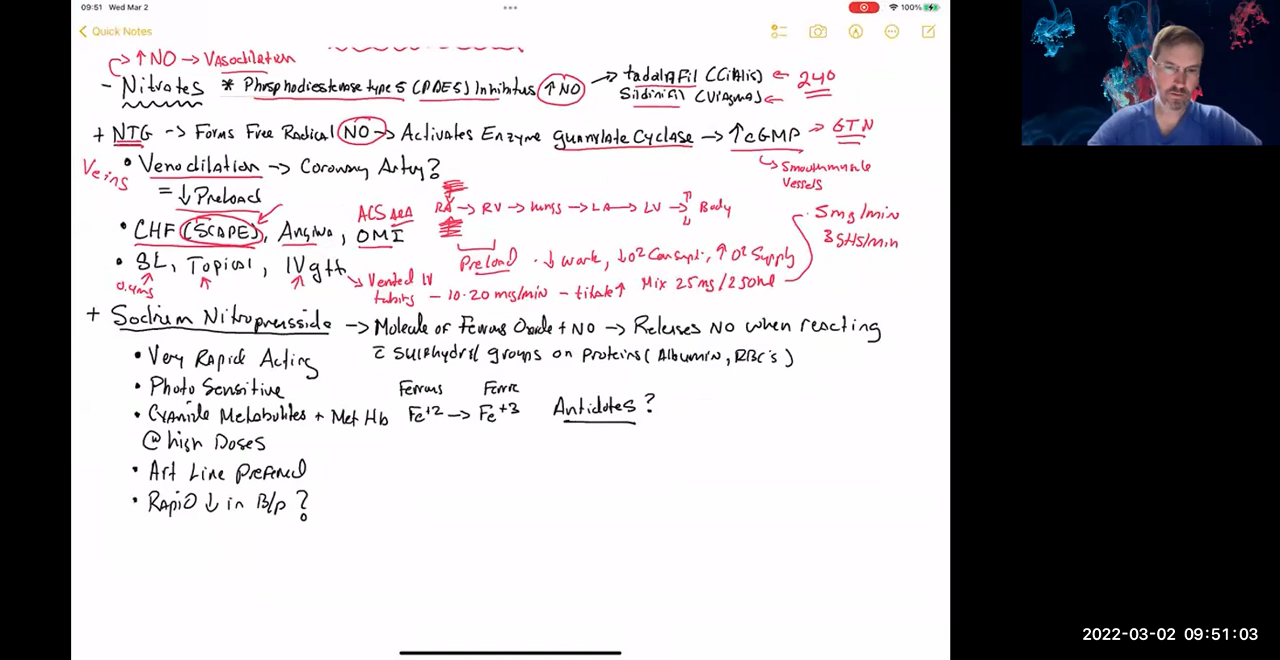 09:51 Wed Mar 2
100%
Quick Notes
↑NO → Vasodilation
- Nitrates * Phosphodiesterase type 5 (PDE5) Inhibitors ↑NO → tadalafil (Cialis) ← 240
Sildinifil (Viagra) ←
+ NTG → Forms Free Radical NO → Activates Enzyme guanylate Cyclase → ↑cGMP → GTN
Smooth muscle
Vessels
Veins • Venodilation → Coronary Artery?
= ↓ Preload
RA → RV → lungs → LA → LV → Body
• CHF (SCAPE), Angina, ACS OMI
Preload • ↓ work, ↓O2 Consumpt, ↑ O2 Supply
5mg/min
3 /min
• SL, Topical, IV gtt
0.4mg
Vented IV
tubing - 10-20 mcg/min - titrate ↑ Mix 25mg/250ml
+ Sodium Nitroprusside → Molecule of Ferrous Oxide + NO → Releases NO when reacting
c̄ Sulphydril groups on Proteins (Albumin, RBC's)
• Very Rapid Acting
• Photo Sensitive
Ferrous Ferric
• Cyanide Metabolites + Met Hb Fe+2 → Fe+3 Antidotes?
@ high Doses
• Art Line Preferred
• Rapid ↓ in B/P ?
2022-03-02 09:51:03